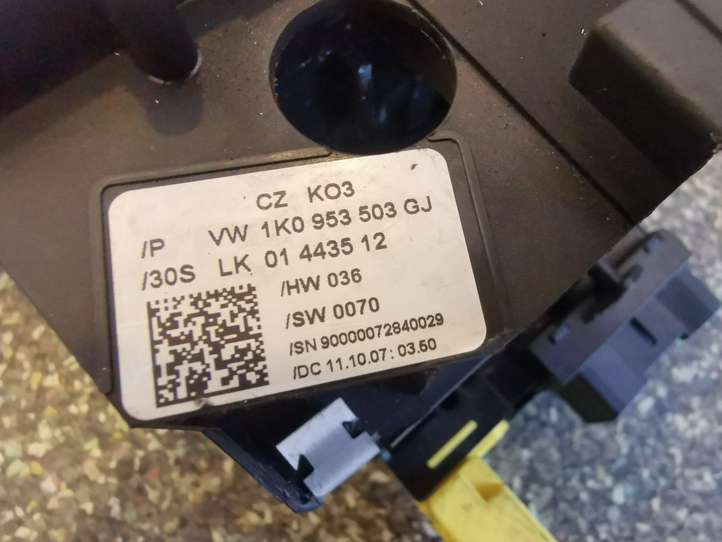 CZ KO3
/P VW 1K0 953 503 GJ
/30S LK 01 4435 12
/HW 036
/SW 0070
/SN 90000072840029
/DC 11.10.07: 03.50